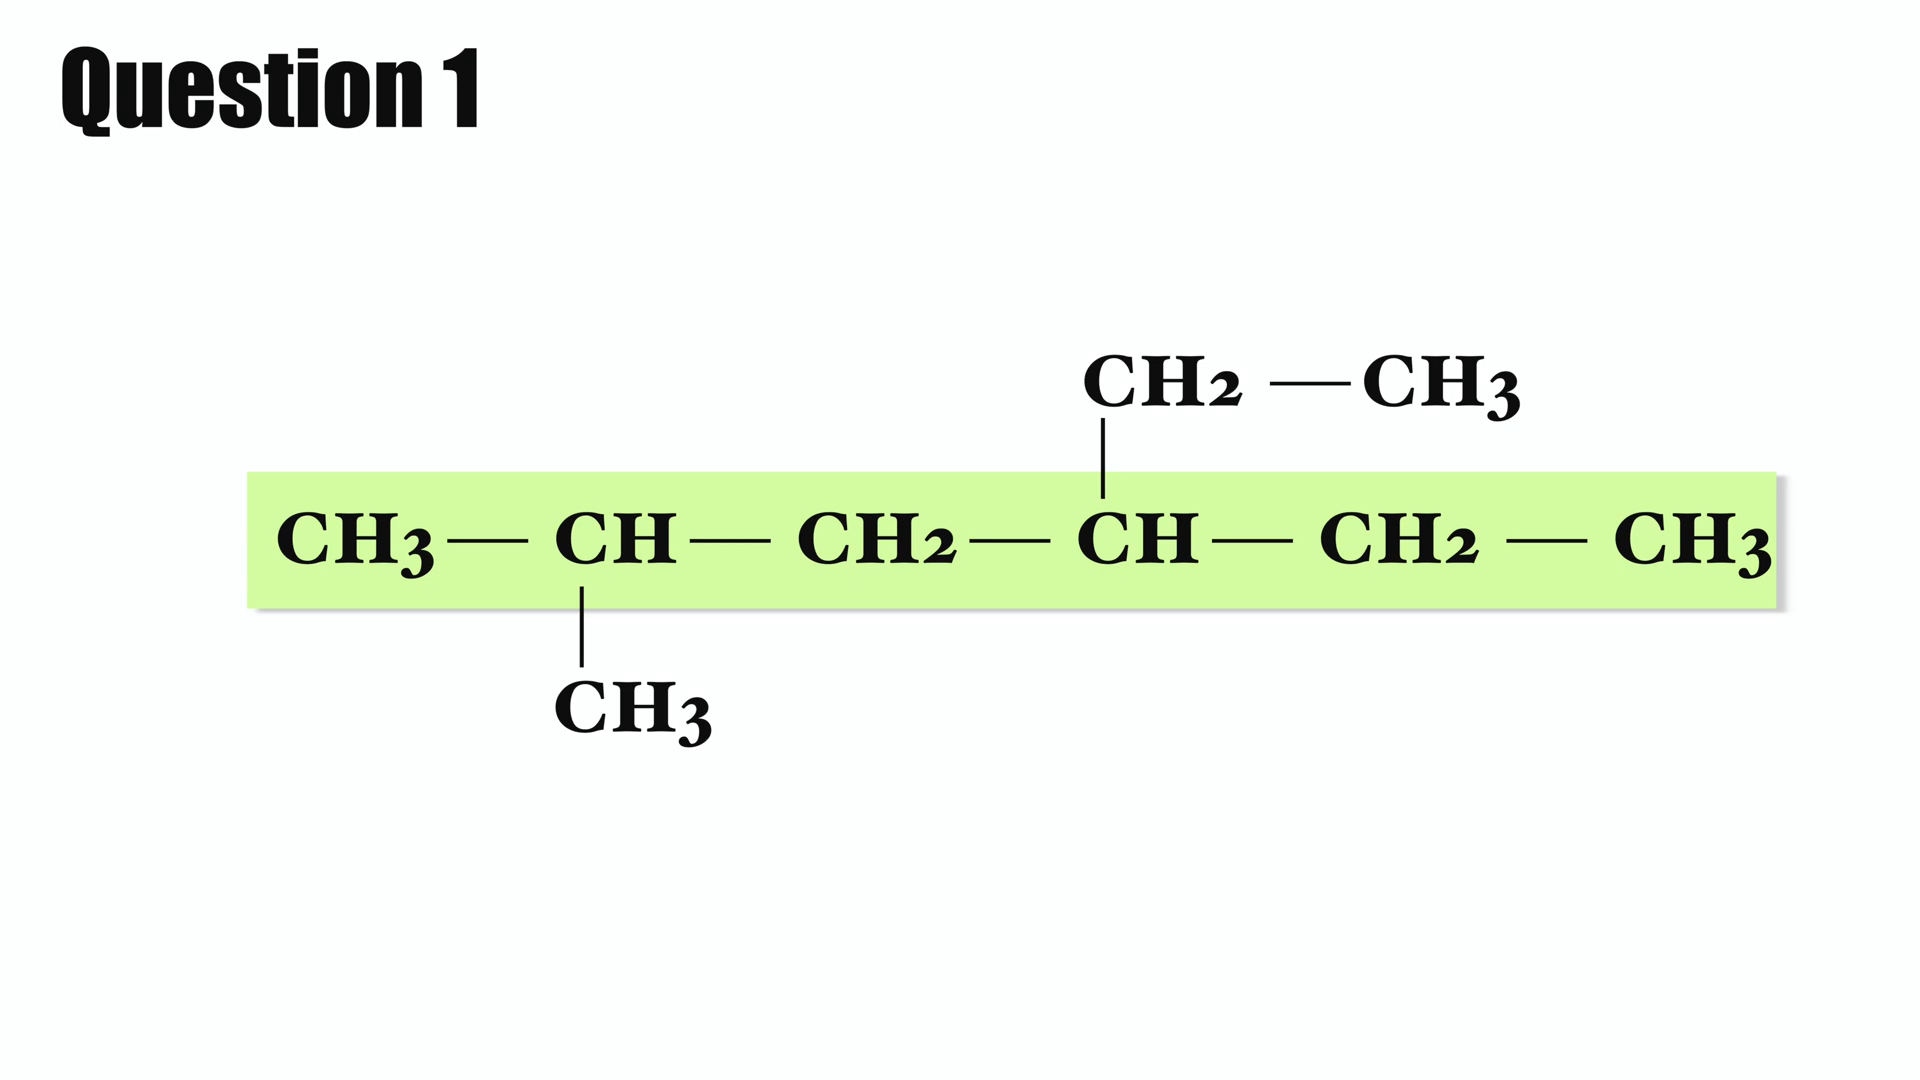 Question 1
CH2 — CH3
CH3 — CH — CH2 — CH — CH2 — CH3
CH3